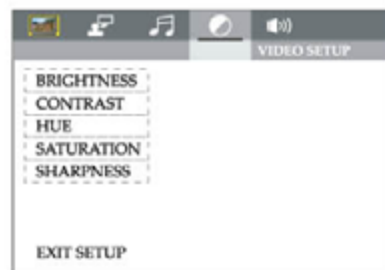 VIDEO SETUP
BRIGHTNESS
CONTRAST
HUE
SATURATION
SHARPNESS
EXIT SETUP